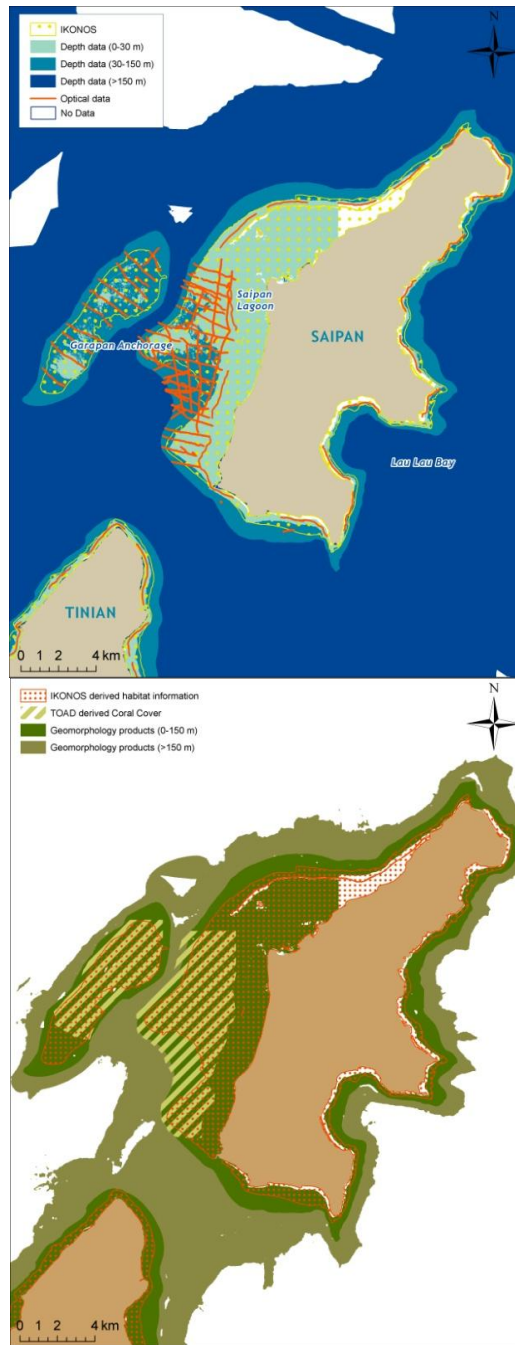 N
IKONOS
Depth data (0-30 m)
Depth data (30-150 m)
Depth data (>150 m)
Optical data
No Data
Saipan
Lagoon
SAIPAN
Garapan Anchorage
Lau Lau Bay
TINIAN
0 1 2 4 km
N
IKONOS derived habitat information
TOAD derived Coral Cover
Geomorphology products (0-150 m)
Geomorphology products (>150 m)
0 1 2 4 km